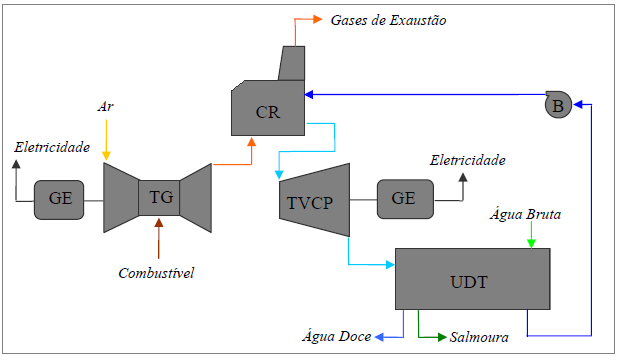 Gases de Exaustão
CR
B
Ar
Eletricidade
GE
TG
Combustível
TVCP
GE
Eletricidade
Água Bruta
UDT
Água Doce
Salmoura